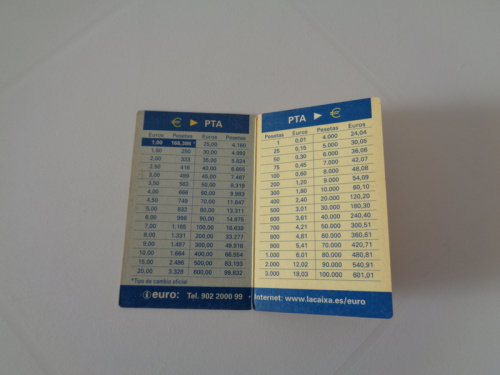 € ► PTA
Euros Pesetas Euros Pesetas
1,00 166,386 * 25,00 4.160
1,50 250 30,00 4.992
2,00 333 35,00 5.824
2,50 416 40,00 6.655
3,00 499 45,00 7.487
3,50 582 50,00 8.319
4,00 666 60,00 9.983
4,50 749 70,00 11.647
5,00 832 80,00 13.311
6,00 998 90,00 14.975
7,00 1.165 100,00 16.639
8,00 1.331 200,00 33.277
9,00 1.497 300,00 49.916
10,00 1.664 400,00 66.554
15,00 2.496 500,00 83.193
20,00 3.328 600,00 99.832
*Tipo de cambio oficial
i euro: Tel. 902 2000 99 · Internet: www.lacaixa.es/euro
PTA ► €
Pesetas Euros Pesetas Euros
1 0,01 4.000 24,04
25 0,15 5.000 30,05
50 0,30 6.000 36,06
75 0,45 7.000 42,07
100 0,60 8.000 48,08
200 1,20 9.000 54,09
300 1,80 10.000 60,10
400 2,40 20.000 120,20
500 3,01 30.000 180,30
600 3,61 40.000 240,40
700 4,21 50.000 300,51
800 4,81 60.000 360,61
900 5,41 70.000 420,71
1.000 6,01 80.000 480,81
2.000 12,02 90.000 540,91
3.000 18,03 100.000 601,01